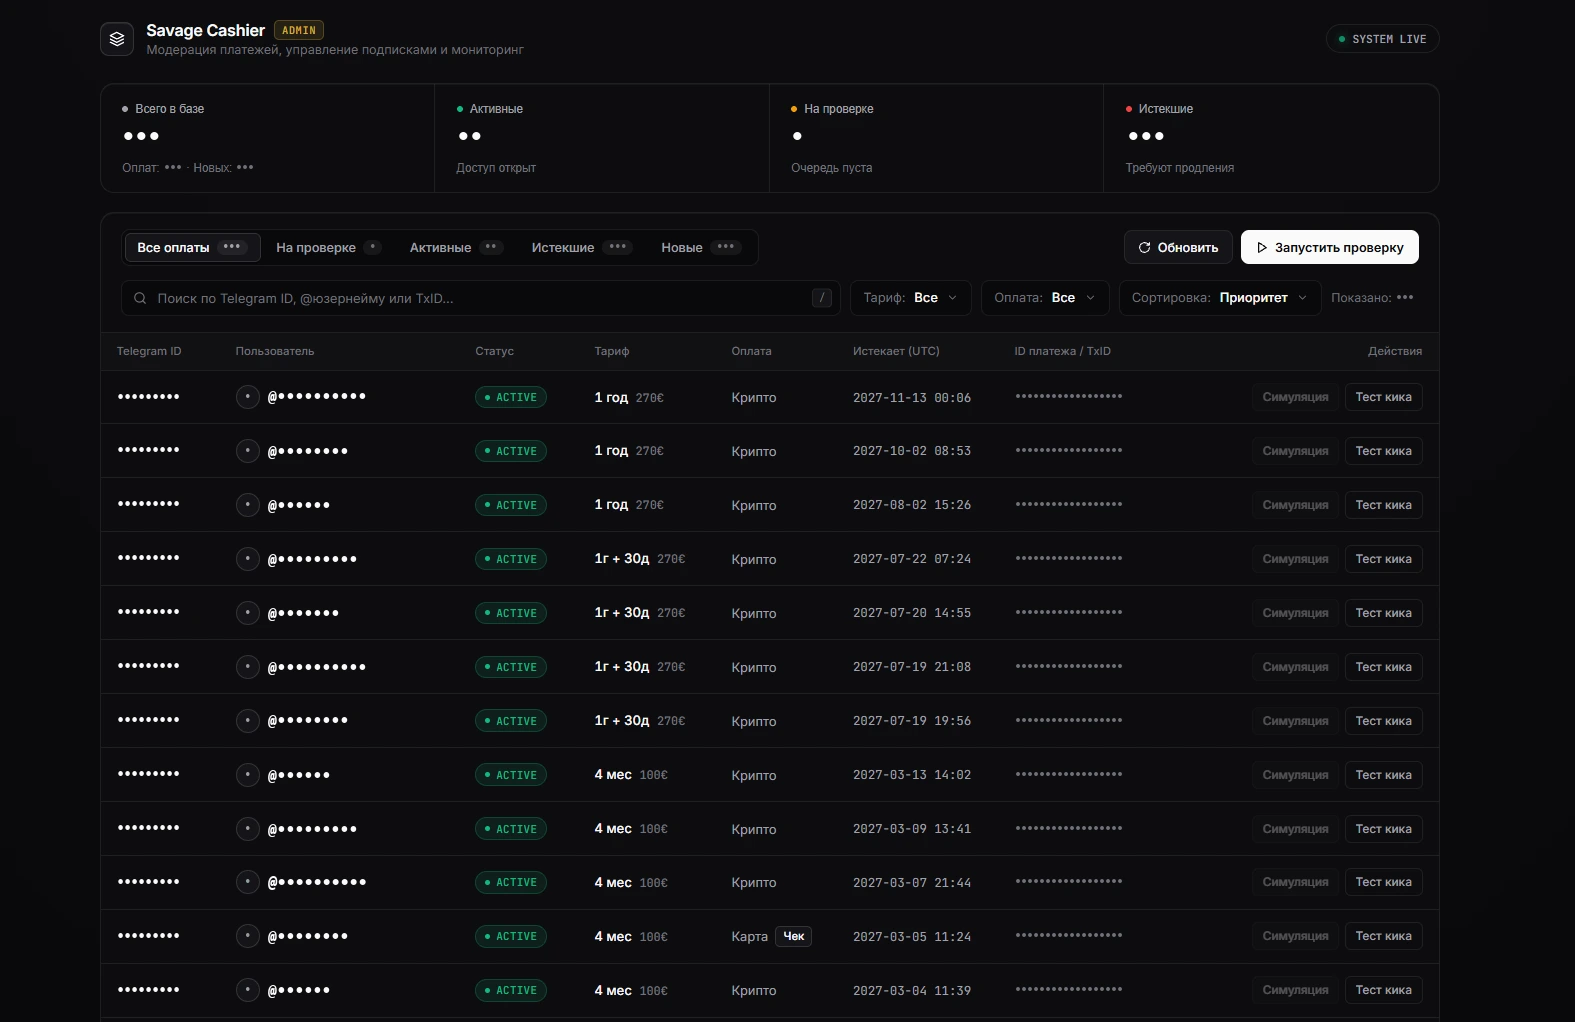 Savage Cashier ADMIN
Модерация платежей, управление подписками и мониторинг
SYSTEM LIVE
Всего в базе
•••
Оплат: ••• · Новых: •••
Активные
••
Доступ открыт
На проверке
•
Очередь пуста
Истекшие
•••
Требуют продления
Все оплаты ••• На проверке • Активные •• Истекшие ••• Новые ••• Обновить Запустить проверку
Поиск по Telegram ID, @юзернейму или TxID... / Тариф: Все Оплата: Все Сортировка: Приоритет Показано: •••
Telegram ID Пользователь Статус Тариф Оплата Истекает (UTC) ID платежа / TxID Действия
••••••••• • @•••••••••• ACTIVE 1 год 270€ Крипто 2027-11-13 00:06 •••••••••••••••••• Симуляция Тест кика
••••••••• • @•••••••• ACTIVE 1 год 270€ Крипто 2027-10-02 08:53 •••••••••••••••••• Симуляция Тест кика
••••••••• • @•••••• ACTIVE 1 год 270€ Крипто 2027-08-02 15:26 •••••••••••••••••• Симуляция Тест кика
••••••••• • @••••••••• ACTIVE 1г + 30д 270€ Крипто 2027-07-22 07:24 •••••••••••••••••• Симуляция Тест кика
••••••••• • @••••••• ACTIVE 1г + 30д 270€ Крипто 2027-07-20 14:55 •••••••••••••••••• Симуляция Тест кика
••••••••• • @•••••••••• ACTIVE 1г + 30д 270€ Крипто 2027-07-19 21:08 •••••••••••••••••• Симуляция Тест кика
••••••••• • @•••••••• ACTIVE 1г + 30д 270€ Крипто 2027-07-19 19:56 •••••••••••••••••• Симуляция Тест кика
••••••••• • @•••••• ACTIVE 4 мес 100€ Крипто 2027-03-13 14:02 •••••••••••••••••• Симуляция Тест кика
••••••••• • @••••••••• ACTIVE 4 мес 100€ Крипто 2027-03-09 13:41 •••••••••••••••••• Симуляция Тест кика
••••••••• • @•••••••••• ACTIVE 4 мес 100€ Крипто 2027-03-07 21:44 •••••••••••••••••• Симуляция Тест кика
••••••••• • @•••••••• ACTIVE 4 мес 100€ Карта Чек 2027-03-05 11:24 •••••••••••••••••• Симуляция Тест кика
••••••••• • @•••••• ACTIVE 4 мес 100€ Крипто 2027-03-04 11:39 •••••••••••••••••• Симуляция Тест кика